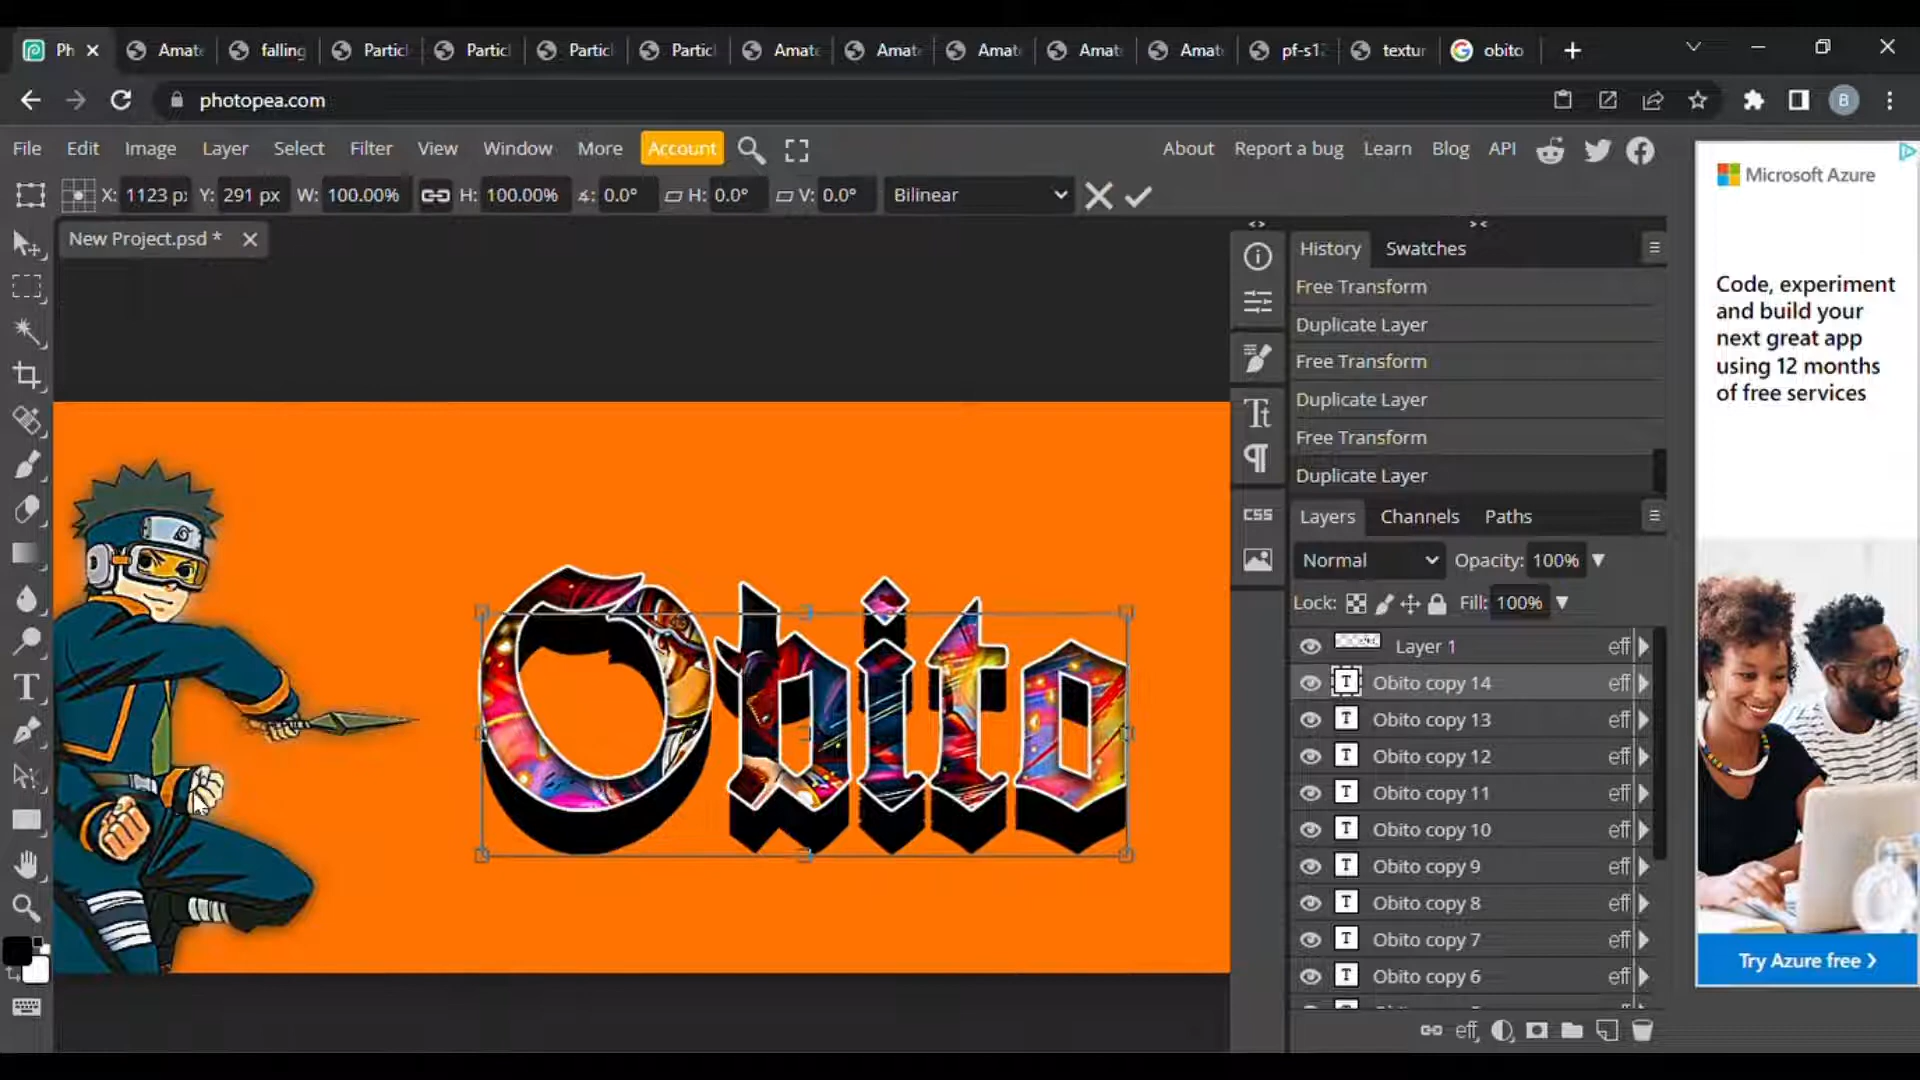 Ph
Amat
falling
Particl
Particl
Particl
Particl
Amat
Amat
Amat
Amat
Amat
pf-s1
textur
obito
photopea.com
B
File Edit Image Layer Select Filter View Window More Account
About Report a bug Learn Blog API
X: 1123 px Y: 291 px W: 100.00% H: 100.00% ∡: 0.0° H: 0.0° V: 0.0° Bilinear
New Project.psd *
History Swatches
Free Transform
Duplicate Layer
Free Transform
Duplicate Layer
Free Transform
Duplicate Layer
CSS
Layers Channels Paths
Normal Opacity: 100%
Lock: Fill: 100%
Layer 1 eff
Obito copy 14 eff
Obito copy 13 eff
Obito copy 12 eff
Obito copy 11 eff
Obito copy 10 eff
Obito copy 9 eff
Obito copy 8 eff
Obito copy 7 eff
Obito copy 6 eff
eff
Obito
Microsoft Azure
Code, experiment
and build your
next great app
using 12 months
of free services
Try Azure free ❯